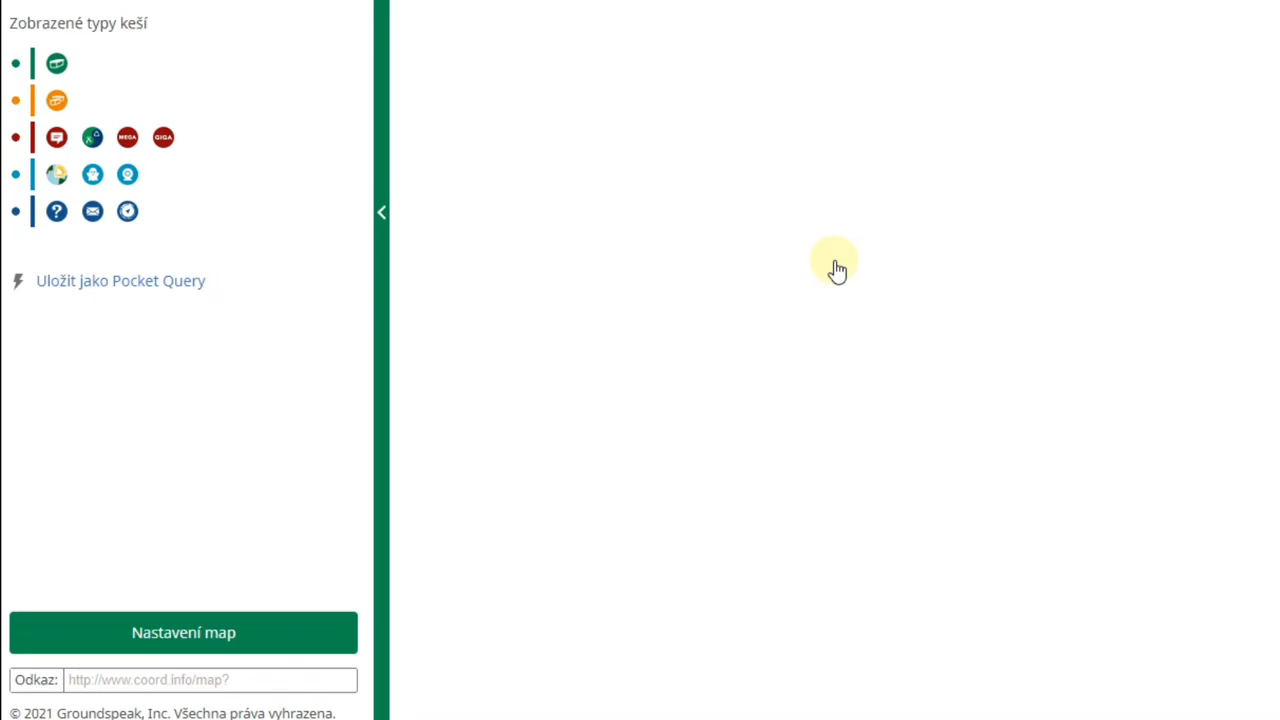 Zobrazené typy keší
MEGA
GIGA
?
Uložit jako Pocket Query
Nastavení map
Odkaz: http://www.coord.info/map?
© 2021 Groundspeak, Inc. Všechna práva vyhrazena.